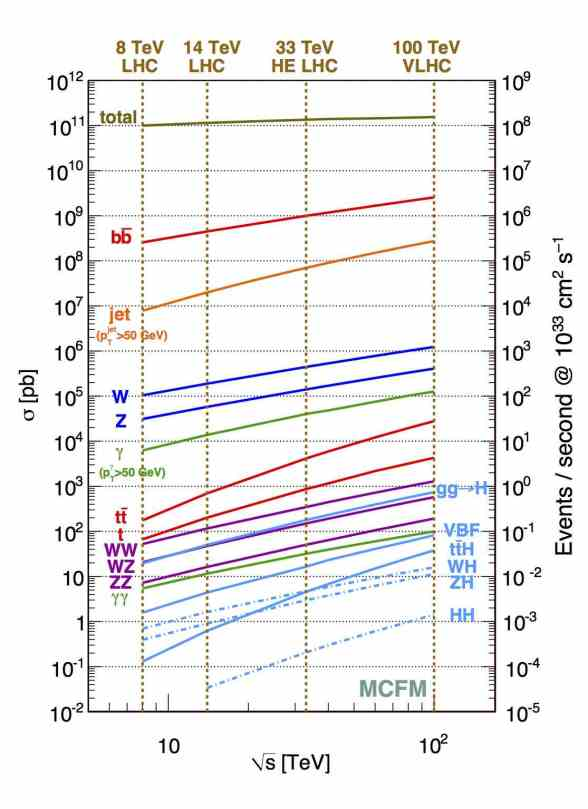 8 TeV 14 TeV 33 TeV 100 TeV
LHC LHC HE LHC VLHC
10¹² 10⁹
total
10¹¹ 10⁸
10¹⁰ 10⁷
10⁹ 10⁶
bb̄
10⁸ 10⁵
10⁷ 10⁴
jet
(p_T^jet>50 GeV)
10⁶ 10³
10⁵ 10²
W
Z
10⁴ 10¹
γ
(p_T^γ>50 GeV)
10³ 10⁰
gg→H
tt̄
10² 10⁻¹
t VBF
WW tt̄H
WZ WH
10 10⁻²
ZZ ZH
γγ
1 10⁻³
HH
10⁻¹ 10⁻⁴
MCFM
10⁻² 10⁻⁵
σ [pb]
Events / second @ 10³³ cm² s⁻¹
10 10²
√s [TeV]